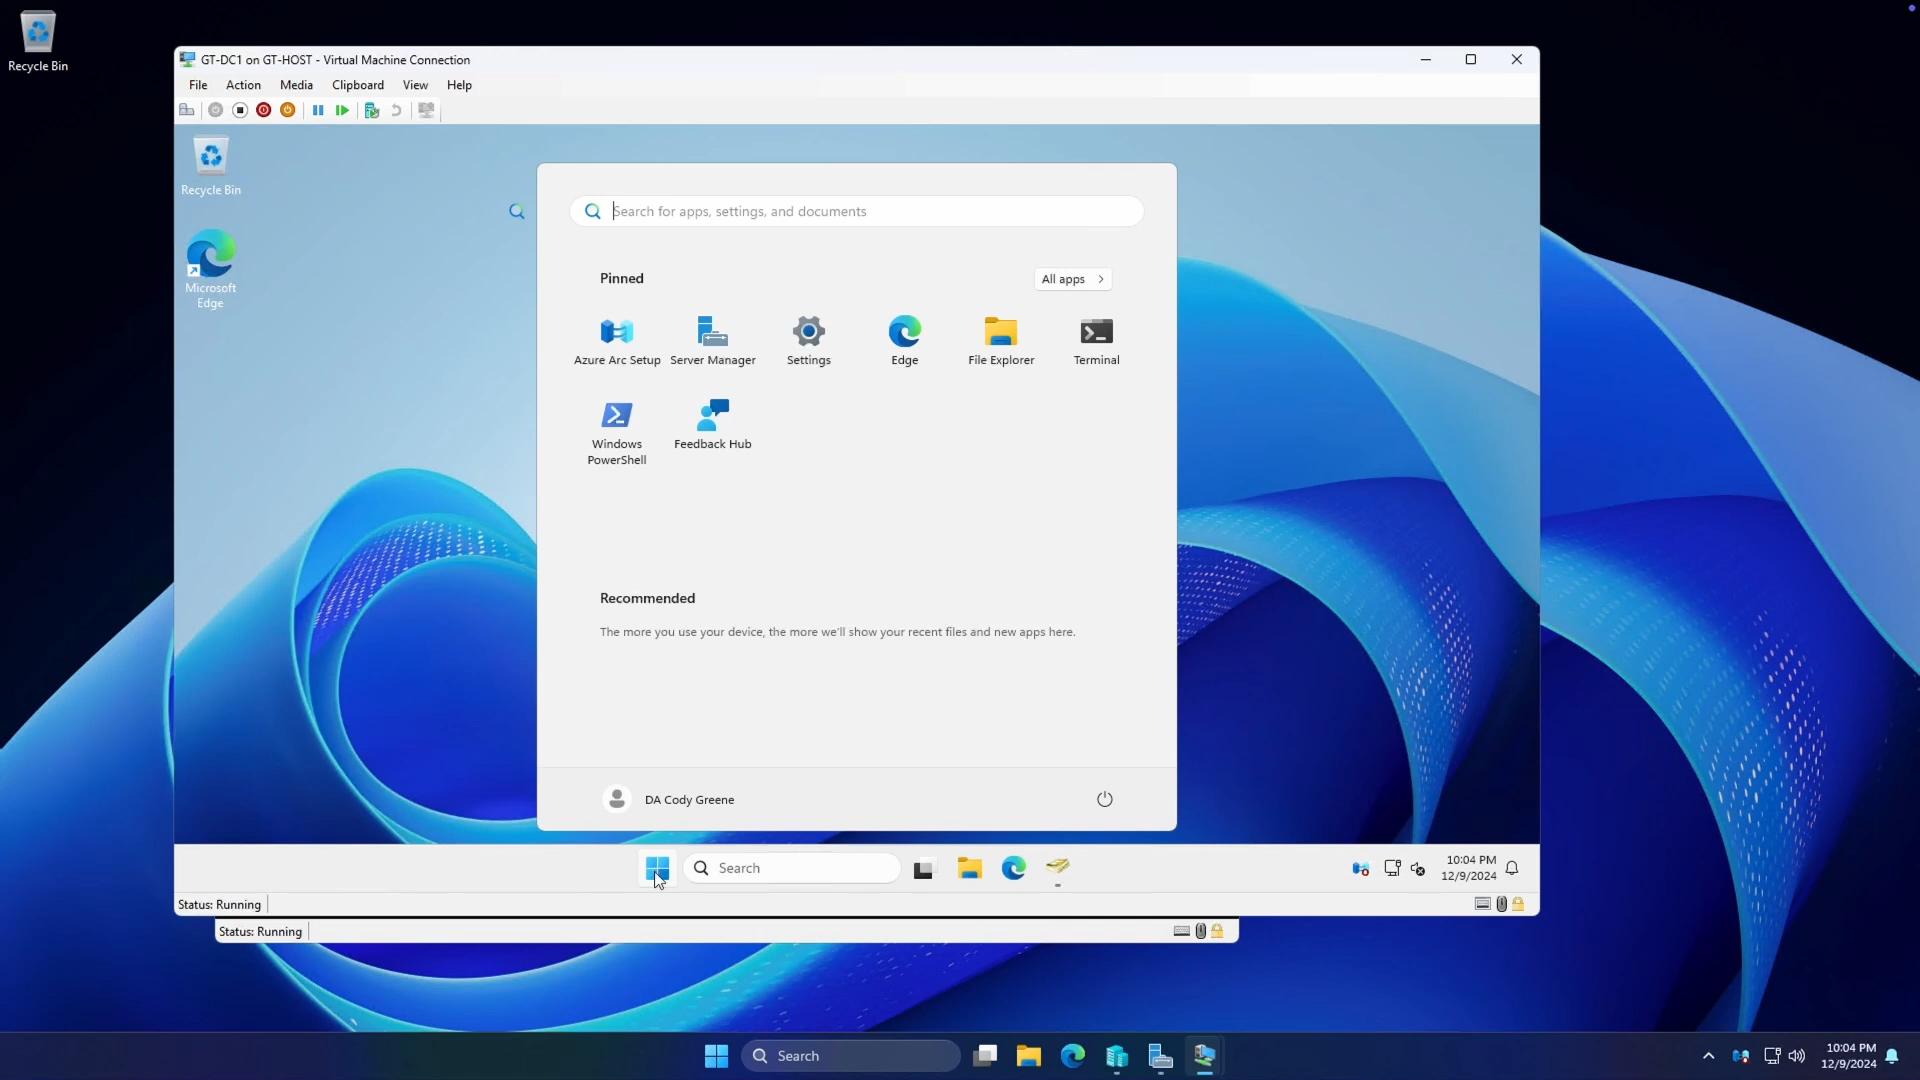 Recycle Bin
GT-DC1 on GT-HOST - Virtual Machine Connection
File Action Media Clipboard View Help
Recycle Bin
Microsoft
Edge
Search for apps, settings, and documents
Pinned
All apps
Azure Arc Setup Server Manager Settings Edge File Explorer Terminal
Windows
PowerShell
Feedback Hub
Recommended
The more you use your device, the more we'll show your recent files and new apps here.
DA Cody Greene
Search
10:04 PM
12/9/2024
Status: Running
Status: Running
Search
10:04 PM
12/9/2024